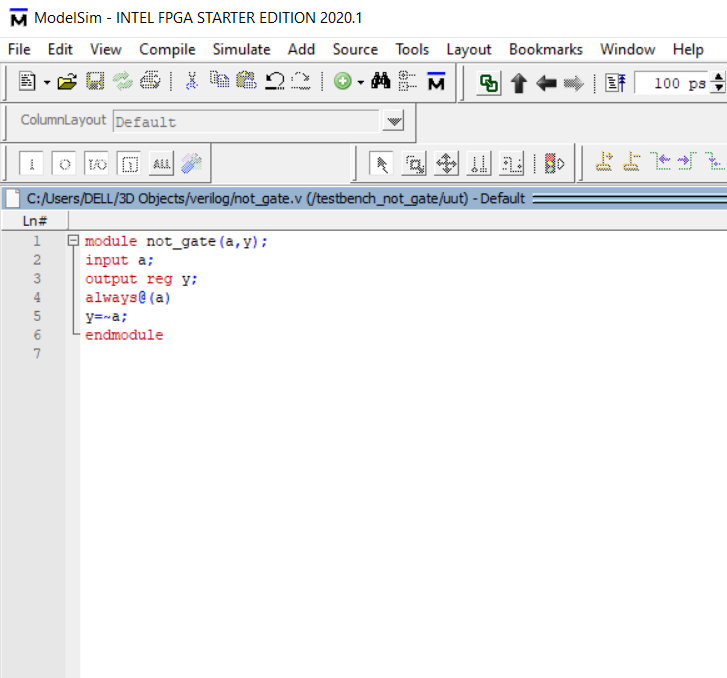 ModelSim - INTEL FPGA STARTER EDITION 2020.1
File Edit View Compile Simulate Add Source Tools Layout Bookmarks Window Help
100 ps
ColumnLayout Default
I O I/O I ALL
C:/Users/DELL/3D Objects/verilog/not_gate.v (/testbench_not_gate/uut) - Default
Ln#
1 module not_gate(a,y);
2 input a;
3 output reg y;
4 always@(a)
5 y=~a;
6 endmodule
7